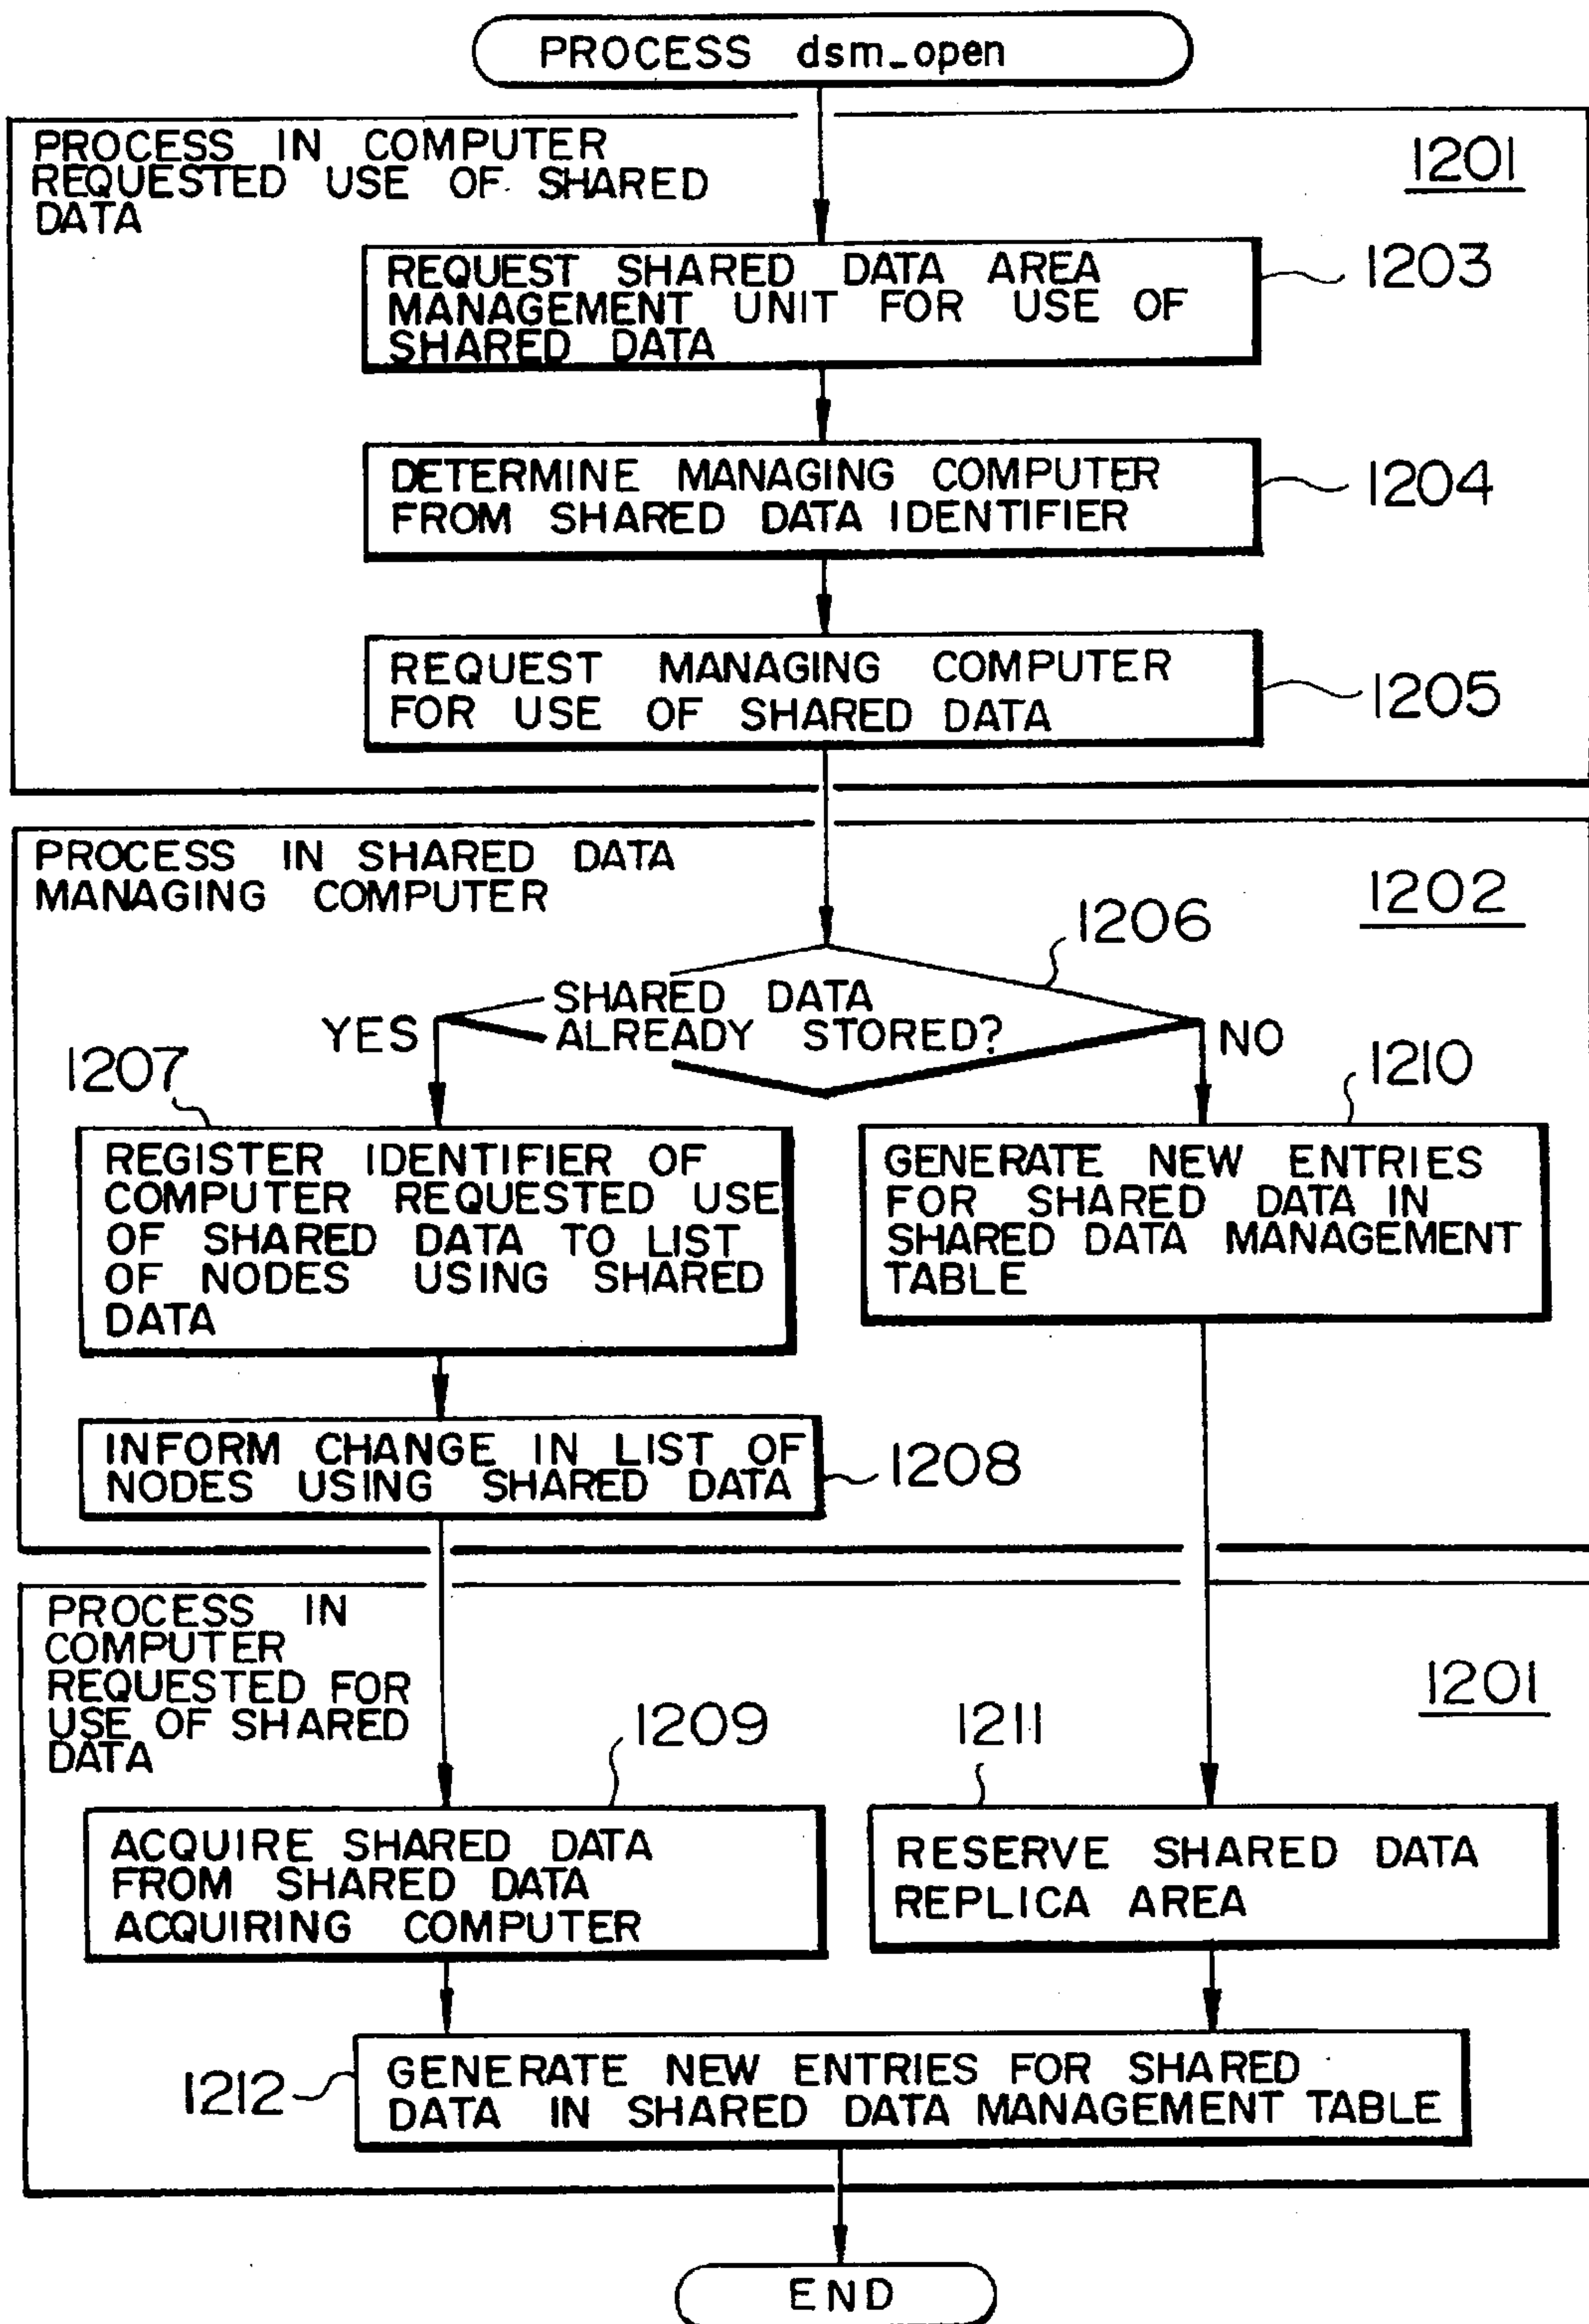 PROCESS dsm_open
PROCESS IN COMPUTER
REQUESTED USE OF SHARED
DATA
1201
REQUEST SHARED DATA AREA
MANAGEMENT UNIT FOR USE OF
SHARED DATA
1203
DETERMINE MANAGING COMPUTER
FROM SHARED DATA IDENTIFIER
1204
REQUEST MANAGING COMPUTER
FOR USE OF SHARED DATA
1205
PROCESS IN SHARED DATA
MANAGING COMPUTER
1202
1206
SHARED DATA
ALREADY STORED?
YES
NO
1207
REGISTER IDENTIFIER OF
COMPUTER REQUESTED USE
OF SHARED DATA TO LIST
OF NODES USING SHARED
DATA
1210
GENERATE NEW ENTRIES
FOR SHARED DATA IN
SHARED DATA MANAGEMENT
TABLE
INFORM CHANGE IN LIST OF
NODES USING SHARED DATA
1208
PROCESS IN
COMPUTER
REQUESTED FOR
USE OF SHARED
DATA
1201
1209
ACQUIRE SHARED DATA
FROM SHARED DATA
ACQUIRING COMPUTER
1211
RESERVE SHARED DATA
REPLICA AREA
1212
GENERATE NEW ENTRIES FOR SHARED
DATA IN SHARED DATA MANAGEMENT TABLE
END